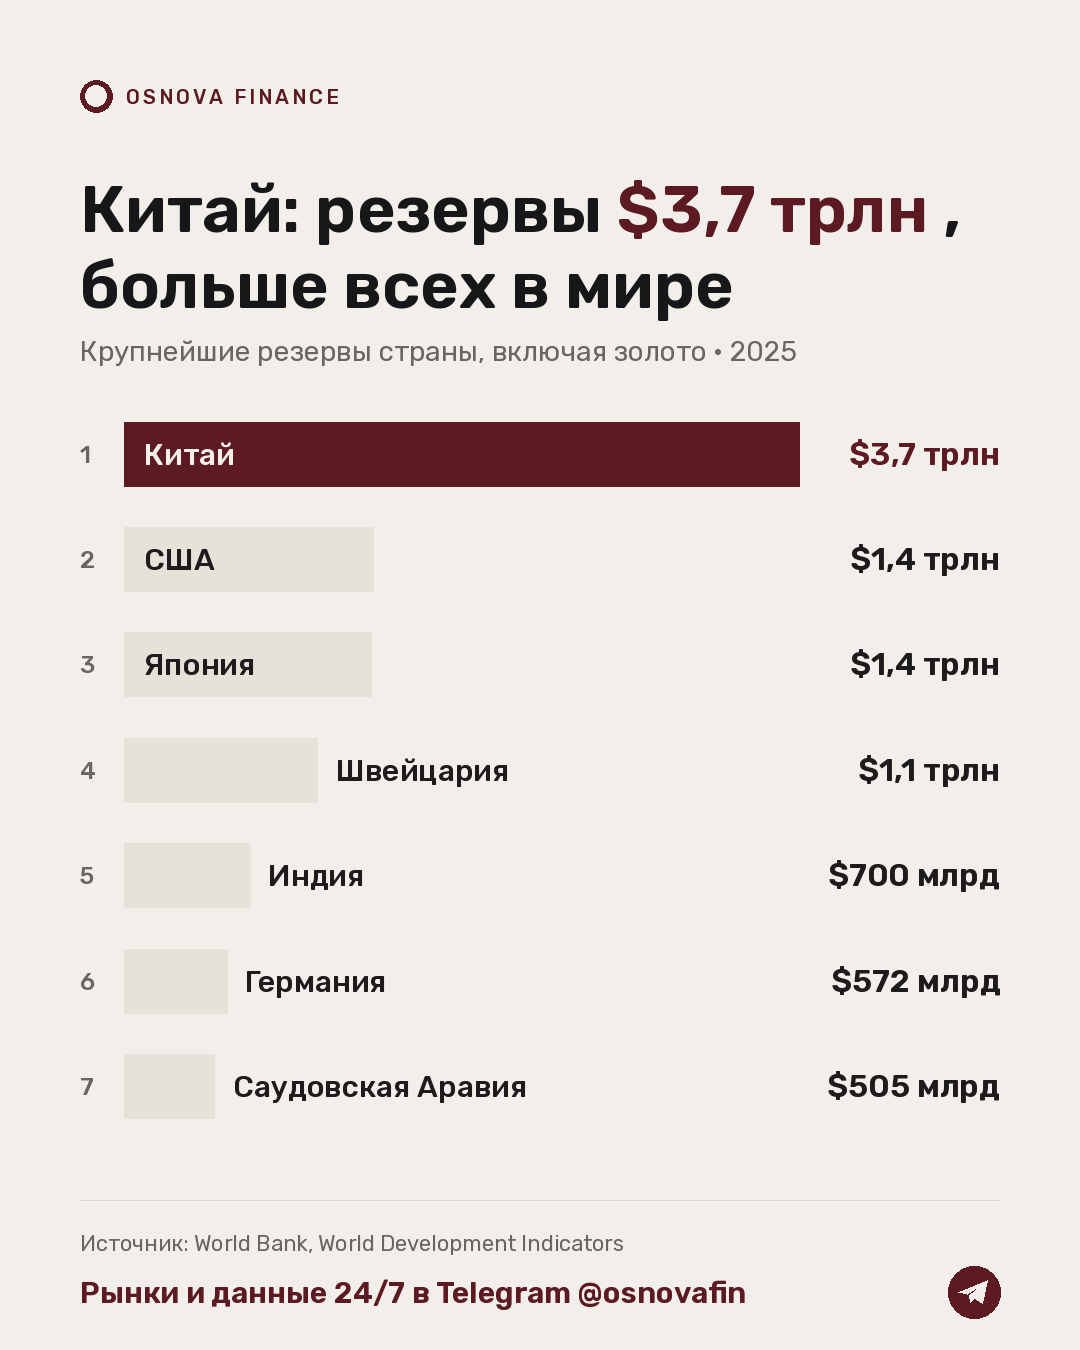 OSNOVA FINANCE
Китай: резервы $3,7 трлн ,
больше всех в мире
Крупнейшие резервы страны, включая золото • 2025
1 Китай $3,7 трлн
2 США $1,4 трлн
3 Япония $1,4 трлн
4 Швейцария $1,1 трлн
5 Индия $700 млрд
6 Германия $572 млрд
7 Саудовская Аравия $505 млрд
Источник: World Bank, World Development Indicators
Рынки и данные 24/7 в Telegram @osnovafin